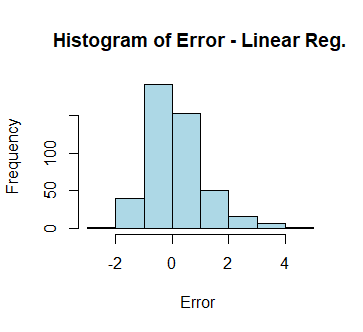 Histogram of Error - Linear Reg.
Frequency
100
50
0
-2 0 2 4
Error